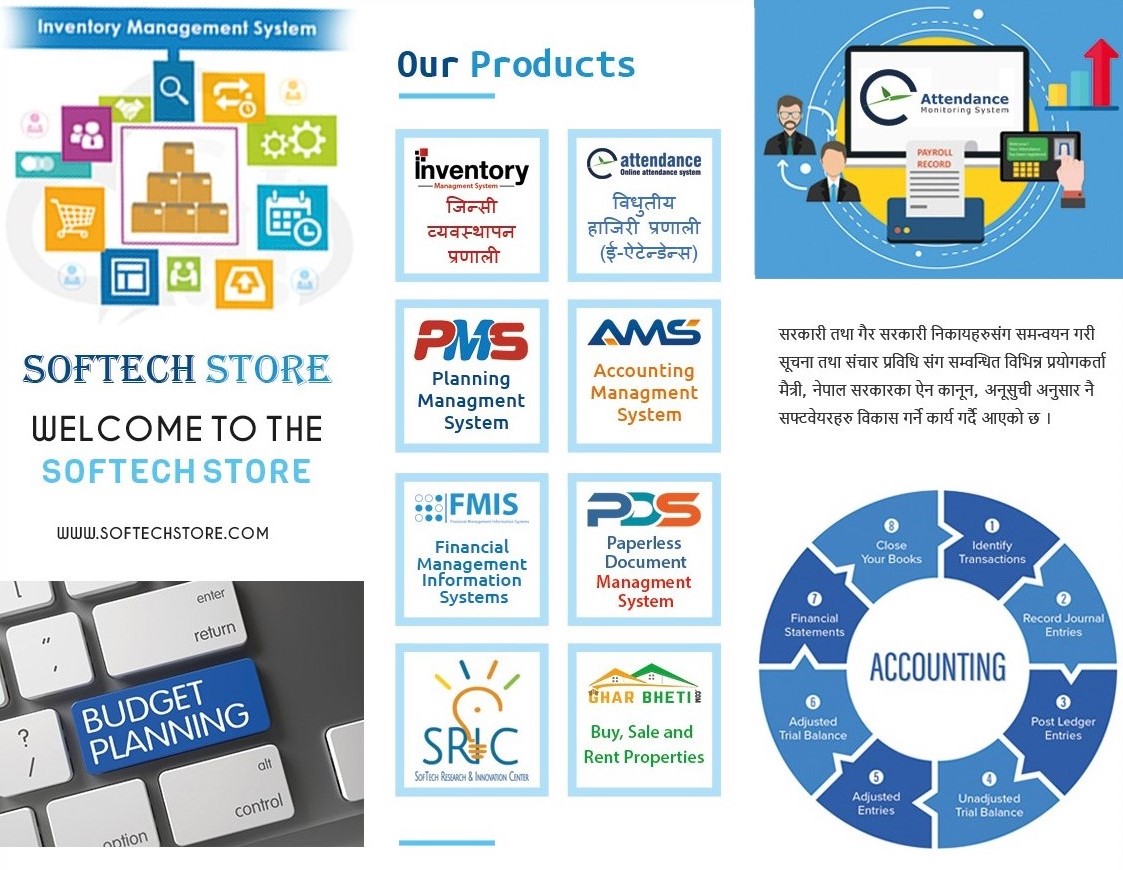 Inventory Management System
SOFTECH STORE
WELCOME TO THE
SOFTECH STORE
WWW.SOFTECHSTORE.COM
enter
return
"
,
BUDGET
PLANNING
?
/
alt
control
option
Our Products
inventory
Managment System
जिन्सी
व्यवस्थापन
प्रणाली
attendance
Online attendance system
विधुतीय
हाजिरी प्रणाली
(ई-ऐटेन्डेन्स)
PMS
Planning
Managment
System
AMS
Accounting
Managment
System
FMIS
Financial Management Information Systems
Financial
Management
Information
Systems
PDS
Paperless
Document
Managment
System
SRIC
SOFTECH RESEARCH & INNOVATION CENTER
GHAR BHETI
.COM
Buy, Sale and
Rent Properties
Attendance
Monitoring System
PAYROLL
RECORD
सरकारी तथा गैर सरकारी निकायहरुसंग समन्वयन गरी
सूचना तथा संचार प्रविधि संग सम्वन्धित विभिन्न प्रयोगकर्ता
मैत्री, नेपाल सरकारका ऐन कानून, अनूसुची अनुसार नै
सफ्टवेयरहरु विकास गर्ने कार्य गर्दै आएको छ ।
ACCOUNTING
1
Identify
Transactions
2
Record Journal
Entries
3
Post Ledger
Entries
4
Unadjusted
Trial Balance
5
Adjusted
Entries
6
Adjusted
Trial Balance
7
Financial
Statements
8
Close
Your Books